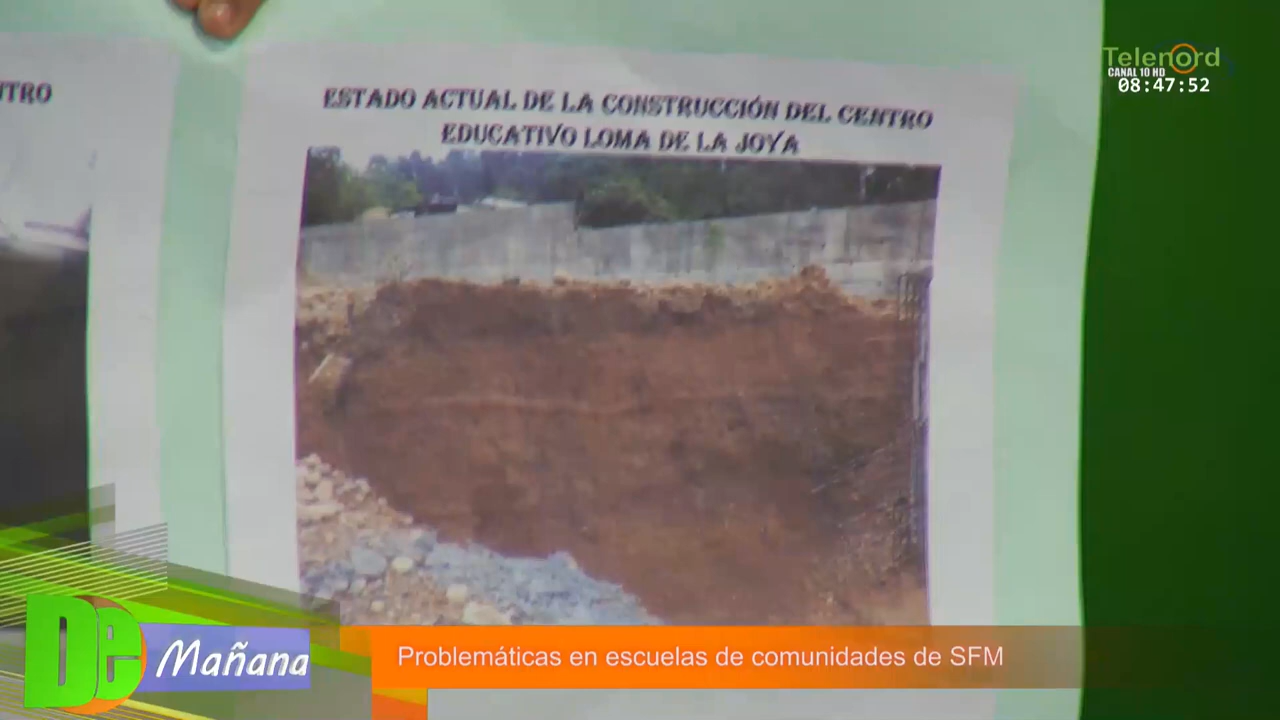 Telenord
CANAL 10 HD
08:47:52
NTRO
ESTADO ACTUAL DE LA CONSTRUCCIÓN DEL CENTRO
EDUCATIVO LOMA DE LA JOYA
De Mañana
Problemáticas en escuelas de comunidades de SFM